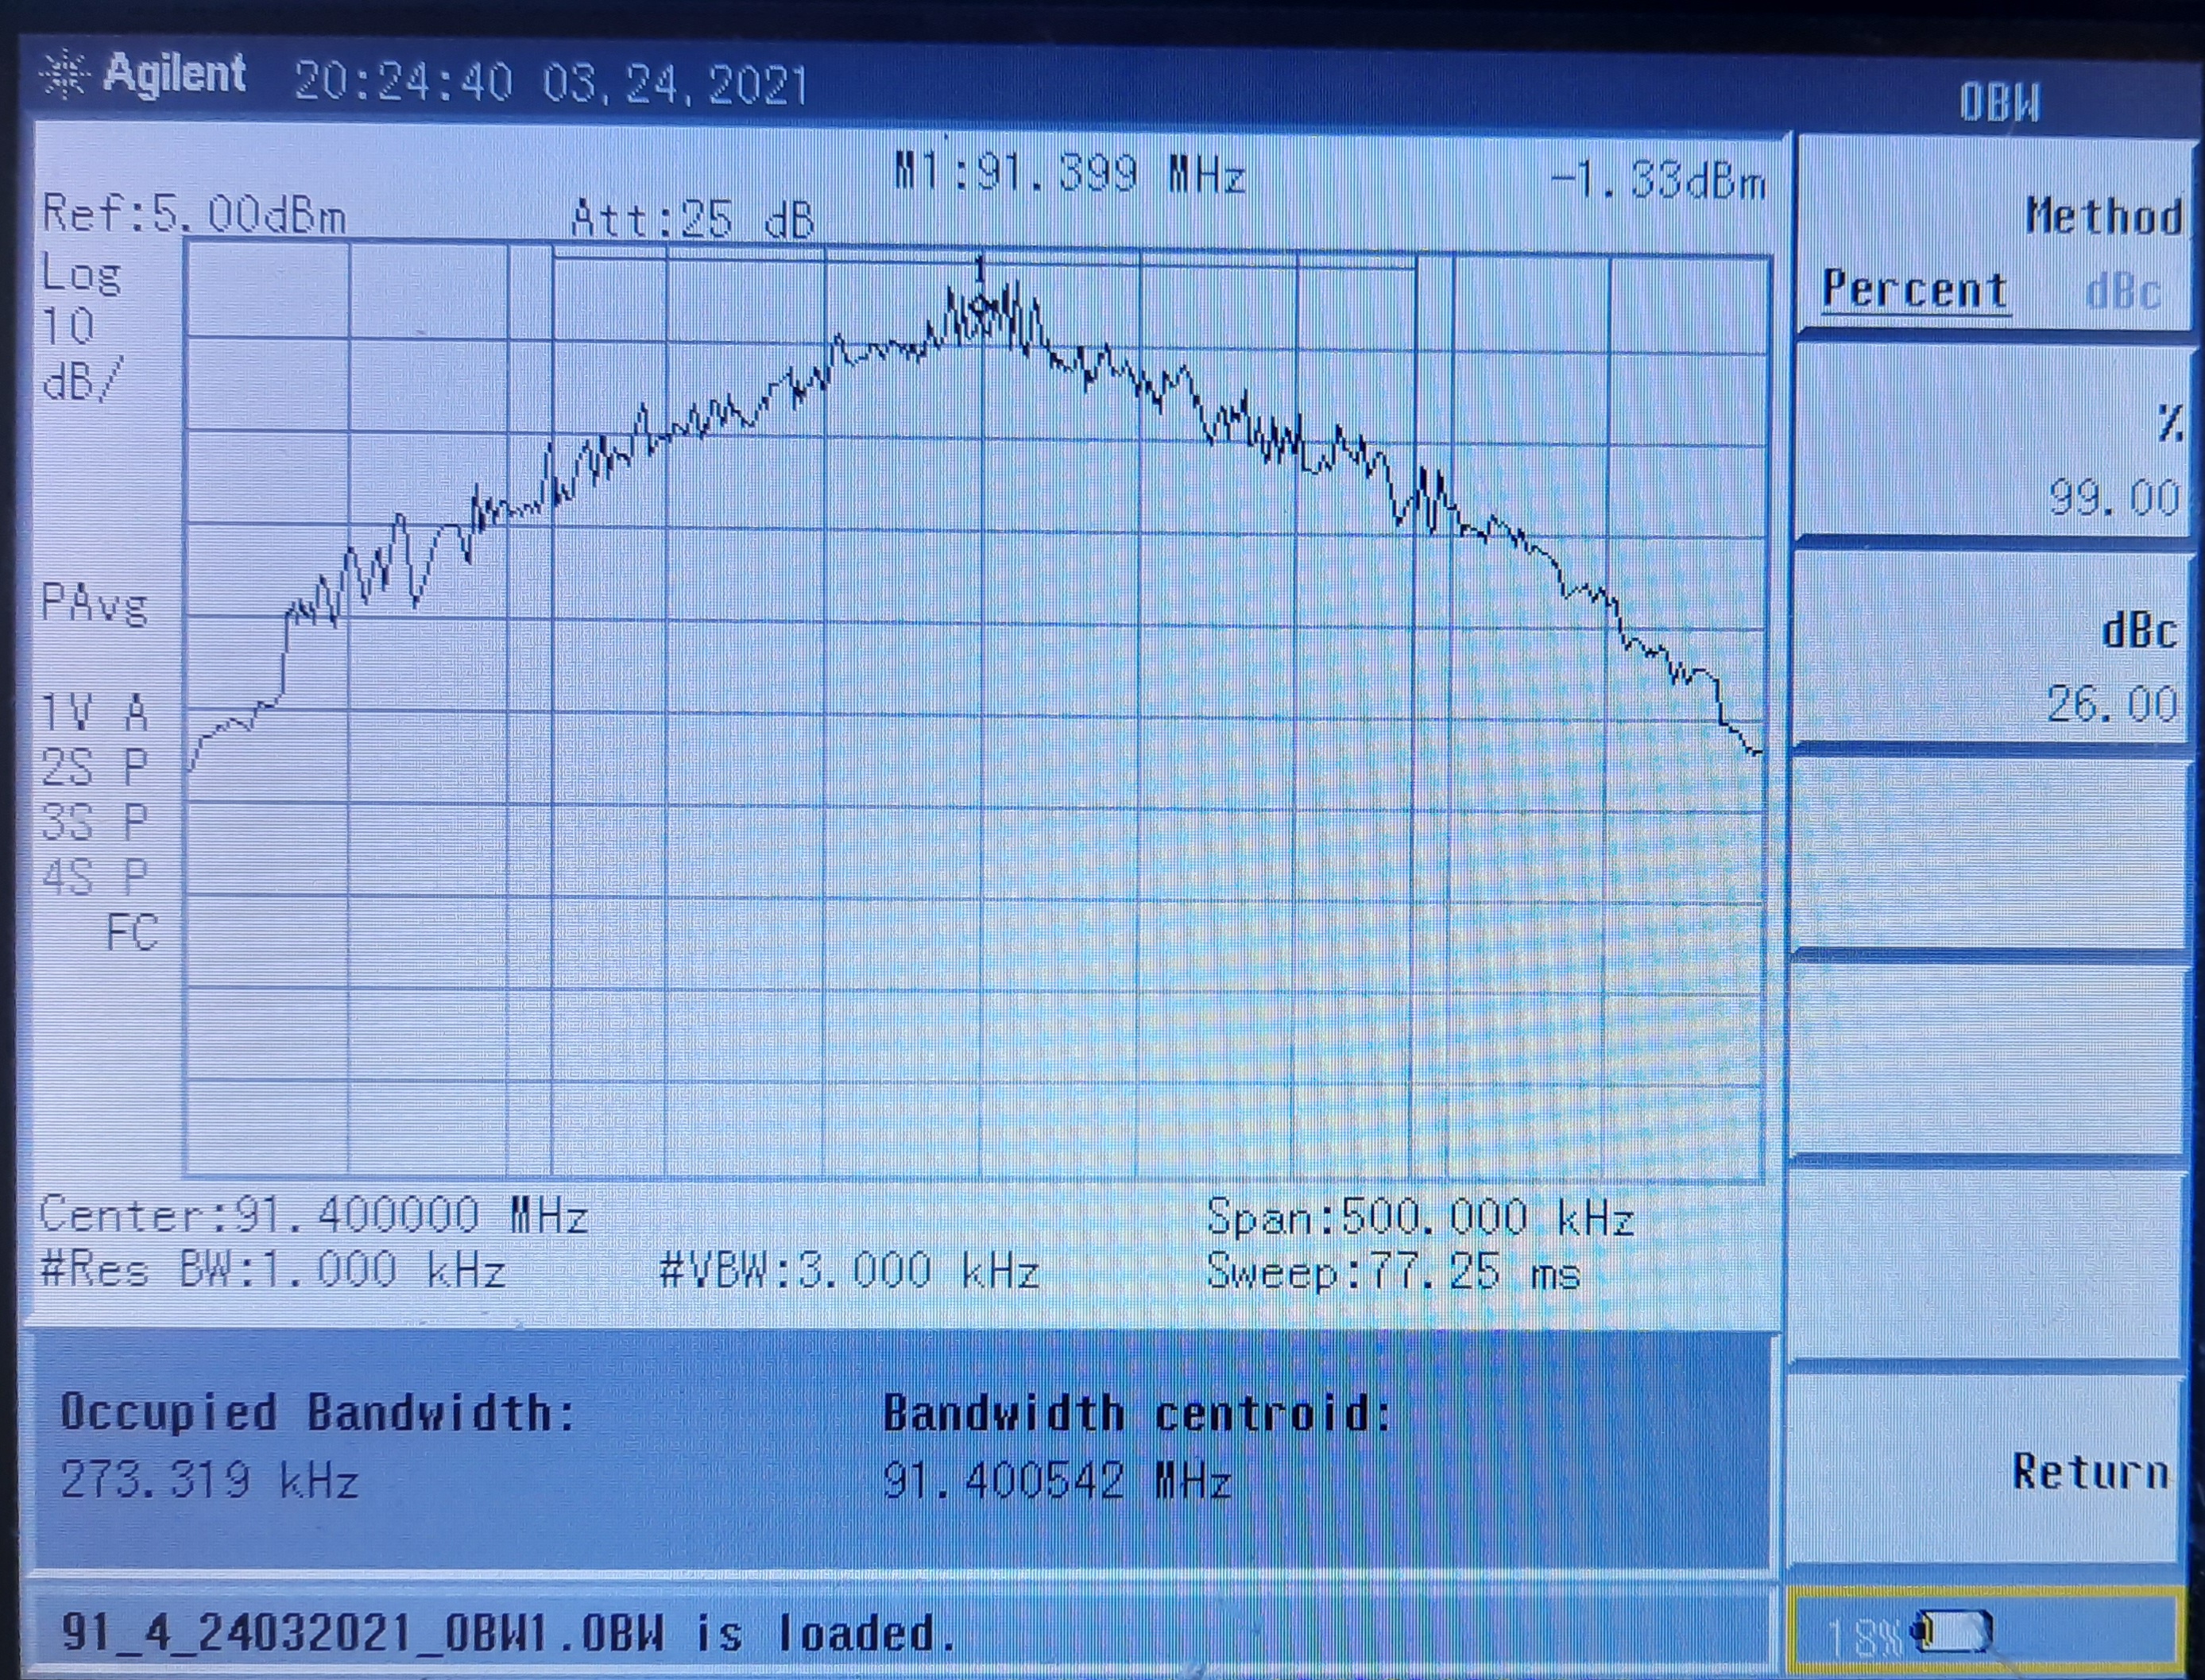 Agilent 20:24:40 03,24,2021
OBW
M1:91.399 MHz -1.33dBm
Ref:5.00dBm Att:25 dB
Log
10
dB/
1
PAvg
1V A
2S P
3S P
4S P
FC
Center:91.400000 MHz Span:500.000 kHz
#Res BW:1.000 kHz #VBW:3.000 kHz Sweep:77.25 ms
Occupied Bandwidth: Bandwidth centroid:
273.319 kHz 91.400542 MHz
91_4_24032021_OBW1.OBW is loaded.
Method
Percent dBc
%
99.00
dBc
26.00
Return
18%